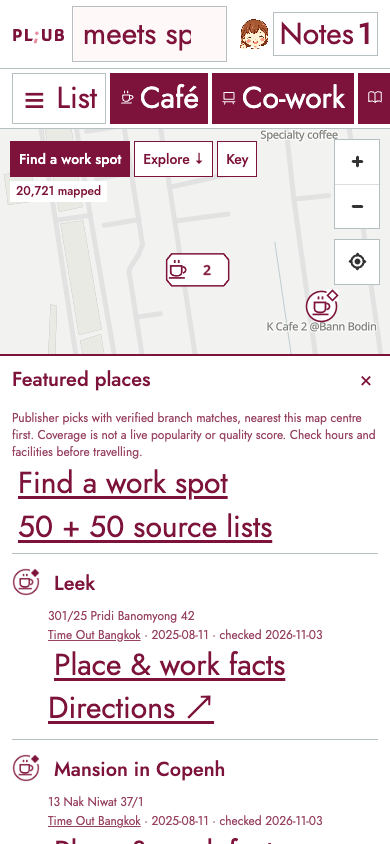 PL;UB
meets sp
Notes 1
List
Café
Co-work
Specialty coffee
Find a work spot
Explore ↓
Key
+
20,721 mapped
−
2
K Cafe 2 @Bann Bodin
Featured places
×
Publisher picks with verified branch matches, nearest this map centre
first. Coverage is not a live popularity or quality score. Check hours and
facilities before travelling.
Find a work spot
50 + 50 source lists
Leek
301/25 Pridi Banomyong 42
Time Out Bangkok · 2025-08-11 · checked 2026-11-03
Place & work facts
Directions ↗
Mansion in Copenh
13 Nak Niwat 37/1
Time Out Bangkok · 2025-08-11 · checked 2026-11-03